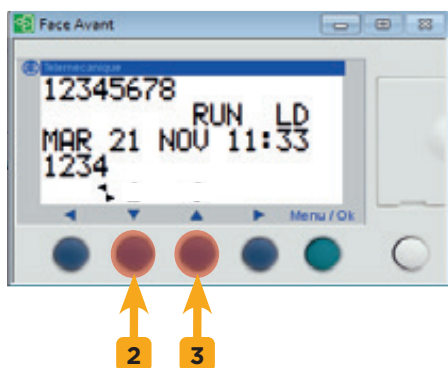 Face Avant
Telemecanique
12345678
RUN LD
MAR 21 NOV 11:33
1234
Menu / Ok
2 3